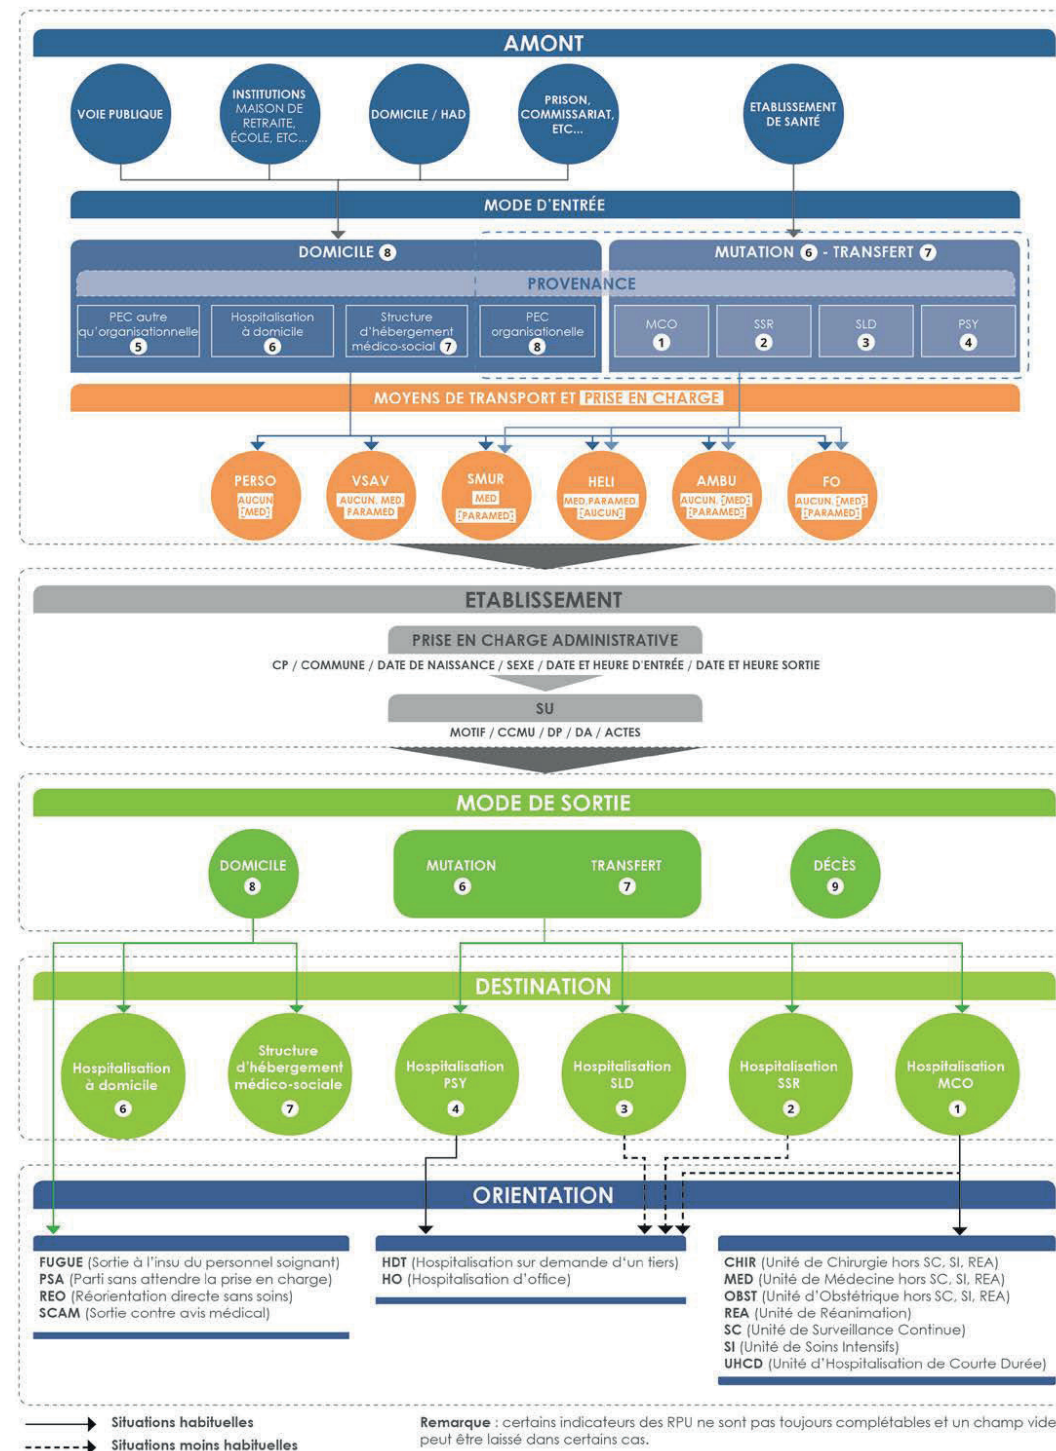 AMONT
VOIE PUBLIQUE
INSTITUTIONS
MAISON DE
RETRAITE,
ÉCOLE, ETC...
DOMICILE / HAD
PRISON,
COMMISSARIAT,
ETC...
ETABLISSEMENT
DE SANTÉ
MODE D'ENTRÉE
DOMICILE 8
MUTATION 6 - TRANSFERT 7
PROVENANCE
PEC autre
qu'organisationnelle
5
Hospitalisation
à domicile
6
Structure
d'hébergement
médico-social 7
PEC
organisationelle
8
MCO
1
SSR
2
SLD
3
PSY
4
MOYENS DE TRANSPORT ET PRISE EN CHARGE
PERSO
AUCUN
[MED]
VSAV
AUCUN, MED,
PARAMED
SMUR
MED
[PARAMED]
HELI
MED,PARAMED
[AUCUN]
AMBU
AUCUN, [MED]
[PARAMED]
FO
AUCUN, [MED]
[PARAMED]
ETABLISSEMENT
PRISE EN CHARGE ADMINISTRATIVE
CP / COMMUNE / DATE DE NAISSANCE / SEXE / DATE ET HEURE D'ENTRÉE / DATE ET HEURE SORTIE
SU
MOTIF / CCMU / DP / DA / ACTES
MODE DE SORTIE
DOMICILE
8
MUTATION
6
TRANSFERT
7
DÉCÈS
9
DESTINATION
Hospitalisation
à domicile
6
Structure
d'hébergement
médico-sociale
7
Hospitalisation
PSY
4
Hospitalisation
SLD
3
Hospitalisation
SSR
2
Hospitalisation
MCO
1
ORIENTATION
FUGUE (Sortie à l'insu du personnel soignant)
PSA (Parti sans attendre la prise en charge)
REO (Réorientation directe sans soins)
SCAM (Sortie contre avis médical)
HDT (Hospitalisation sur demande d'un tiers)
HO (Hospitalisation d'office)
CHIR (Unité de Chirurgie hors SC, SI, REA)
MED (Unité de Médecine hors SC, SI, REA)
OBST (Unité d'Obstétrique hors SC, SI, REA)
REA (Unité de Réanimation)
SC (Unité de Surveillance Continue)
SI (Unité de Soins Intensifs)
UHCD (Unité d'Hospitalisation de Courte Durée)
Situations habituelles
Situations moins habituelles
Remarque : certains indicateurs des RPU ne sont pas toujours complétables et un champ vide
peut être laissé dans certains cas.